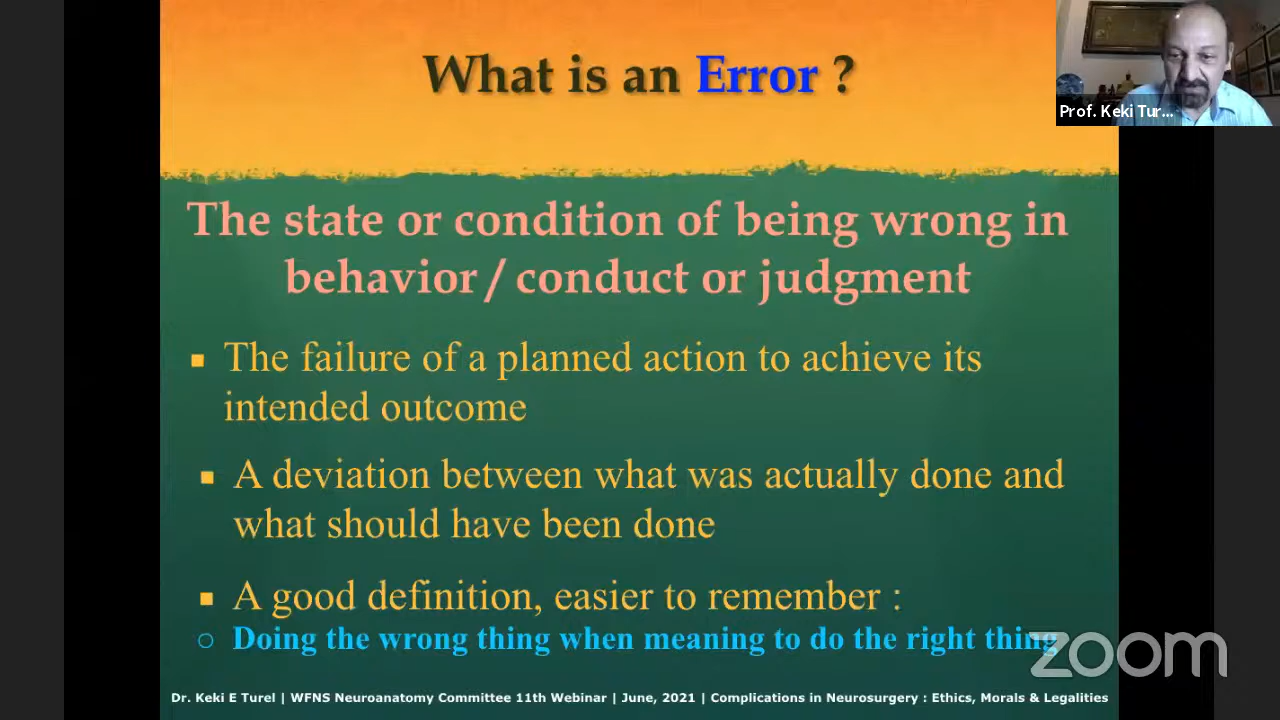 What is an Error ?
Prof. Keki Tur...
The state or condition of being wrong in
behavior / conduct or judgment
▪ The failure of a planned action to achieve its
intended outcome
▪ A deviation between what was actually done and
what should have been done
▪ A good definition, easier to remember :
○ Doing the wrong thing when meaning to do the right thing
zoom
Dr. Keki E Turel | WFNS Neuroanatomy Committee 11th Webinar | June, 2021 | Complications in Neurosurgery : Ethics, Morals & Legalities